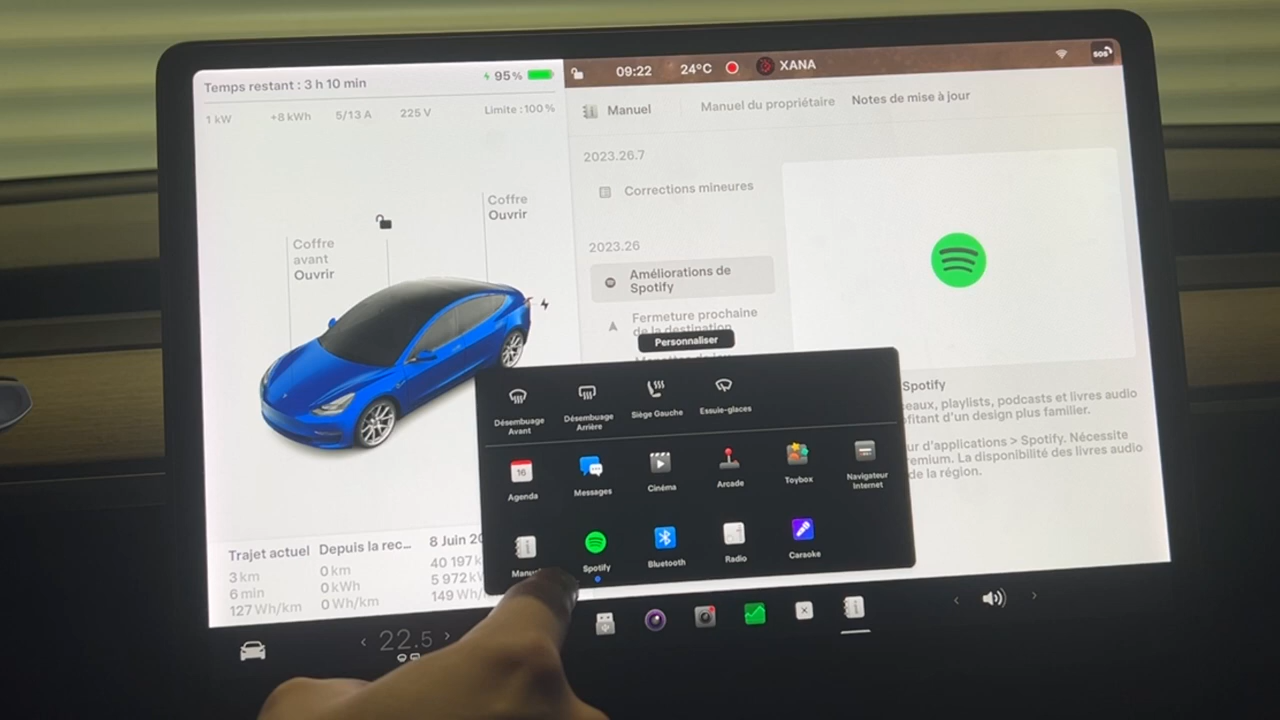 Temps restant : 3 h 10 min
95 %
1 kW
+8 kWh
5/13 A
225 V
Limite : 100 %
09:22
24°C
XANA
SOS
Manuel
Manuel du propriétaire
Notes de mise à jour
2023.26.7
Corrections mineures
2023.26
Améliorations de
Spotify
Fermeture prochaine
de la destination
Personnaliser
Coffre
Ouvrir
Coffre
avant
Ouvrir
Spotify
eaux, playlists, podcasts et livres audio
ofitant d'un design plus familier.
ur d'applications > Spotify. Nécessite
remium. La disponibilité des livres audio
de la région.
Désembuage
Avant
Désembuage
Arrière
Siège Gauche
Essuie-glaces
16
Agenda
Messages
Cinéma
Arcade
Toybox
Navigateur
Internet
Manu
Spotify
Bluetooth
Radio
Caraoke
Trajet actuel
3 km
6 min
127 Wh/km
Depuis la rec...
0 km
0 kWh
0 Wh/km
8 Juin 20
40 197 k
5 972 kW
149 Wh/
22.5